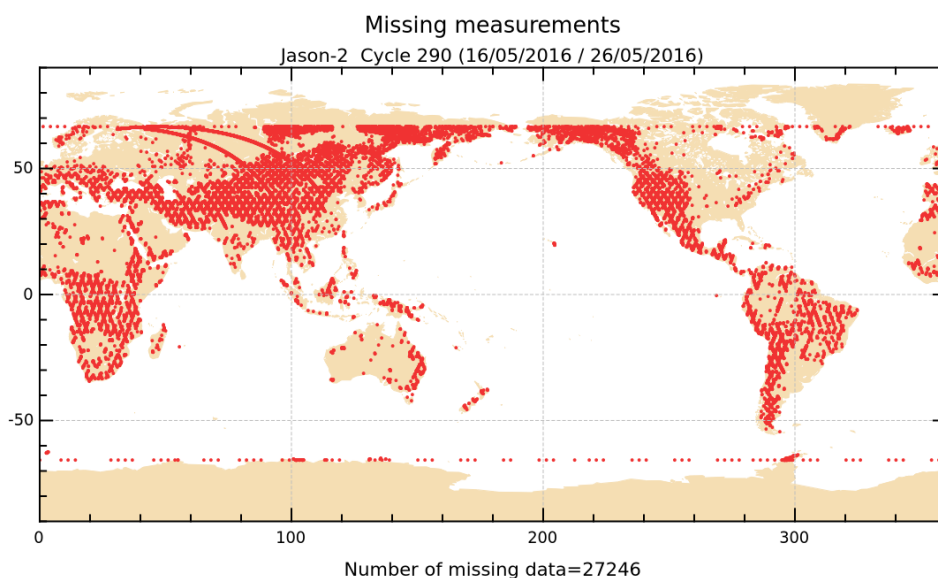 Missing measurements
Jason-2 Cycle 290 (16/05/2016 / 26/05/2016)
50
0
-50
0 100 200 300
Number of missing data=27246